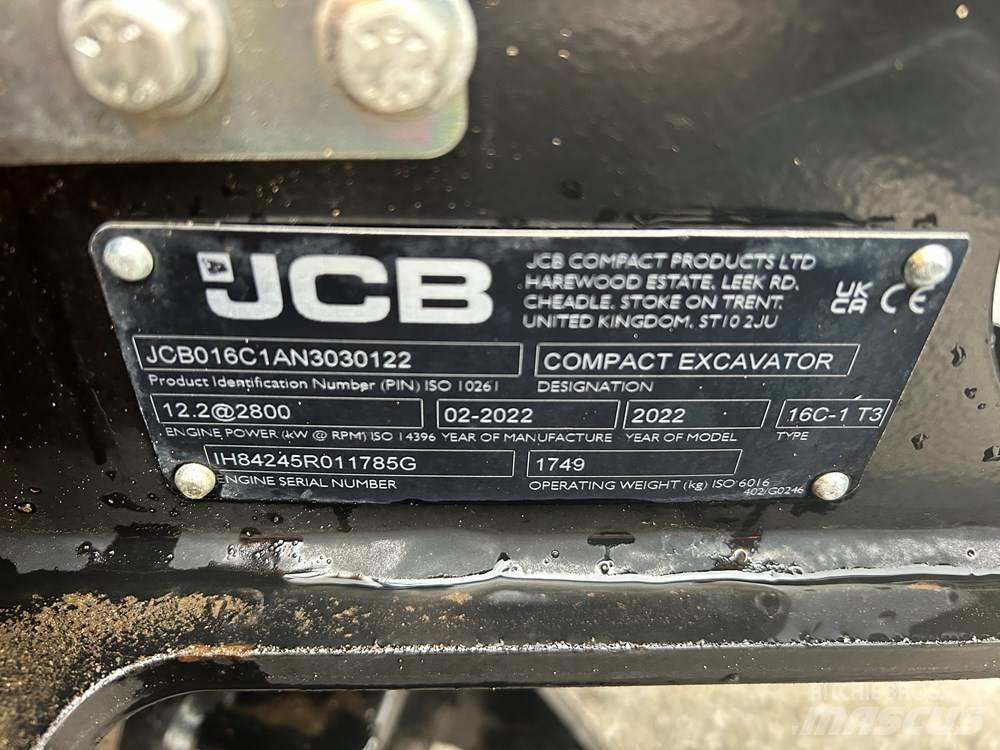 JCB
JCB COMPACT PRODUCTS LTD
HAREWOOD ESTATE, LEEK RD,
CHEADLE, STOKE ON TRENT,
UNITED KINGDOM, ST10 2JU
UK
CA
CE
JCB016C1AN3030122
COMPACT EXCAVATOR
Product Identification Number (PIN) ISO 10261
DESIGNATION
12.2@2800
02-2022
2022
16C-1 T3
ENGINE POWER (kW @ RPM) ISO 14396
YEAR OF MANUFACTURE
YEAR OF MODEL
TYPE
IH84245R011785G
1749
ENGINE SERIAL NUMBER
OPERATING WEIGHT (kg) ISO 6016
402/G0246
RITCHIE BROS
MASCUS